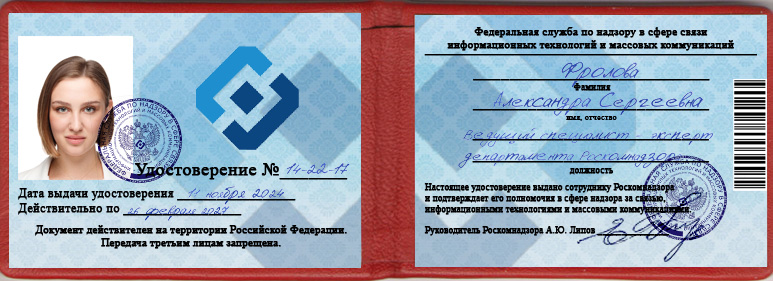 Удостоверение № 14-22-17
Дата выдачи удостоверения 11 ноября 2024
Действительно по 26 февраля 2027
Документ действителен на территории Российской Федерации.
Передача третьим лицам запрещена.
Федеральная служба по надзору в сфере связи
информационных технологий и массовых коммуникаций
Фролова
Фамилия
Александра Сергеевна
имя, отчество
Ведущий специалист - эксперт
департамента Роскомнадзор
должность
Настоящее удостоверение выдано сотруднику Роскомнадзора
и подтверждает его полномочия в сфере надзора за связью,
информационными технологиями и массовыми коммуникациями.
Руководитель Роскомнадзора А.Ю. Липов